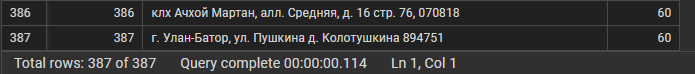 386 386 клх Ачхой Мартан, алл. Средняя, д. 16 стр. 76, 070818 60
387 387 г. Улан-Батор, ул. Пушкина д. Колотушкина 894751 60
Total rows: 387 of 387 Query complete 00:00:00.114 Ln 1, Col 1